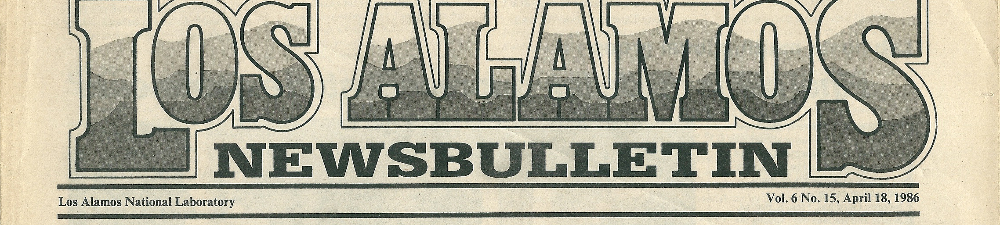 LOS ALAMOS
NEWSBULLETIN
Los Alamos National Laboratory
Vol. 6 No. 15, April 18, 1986